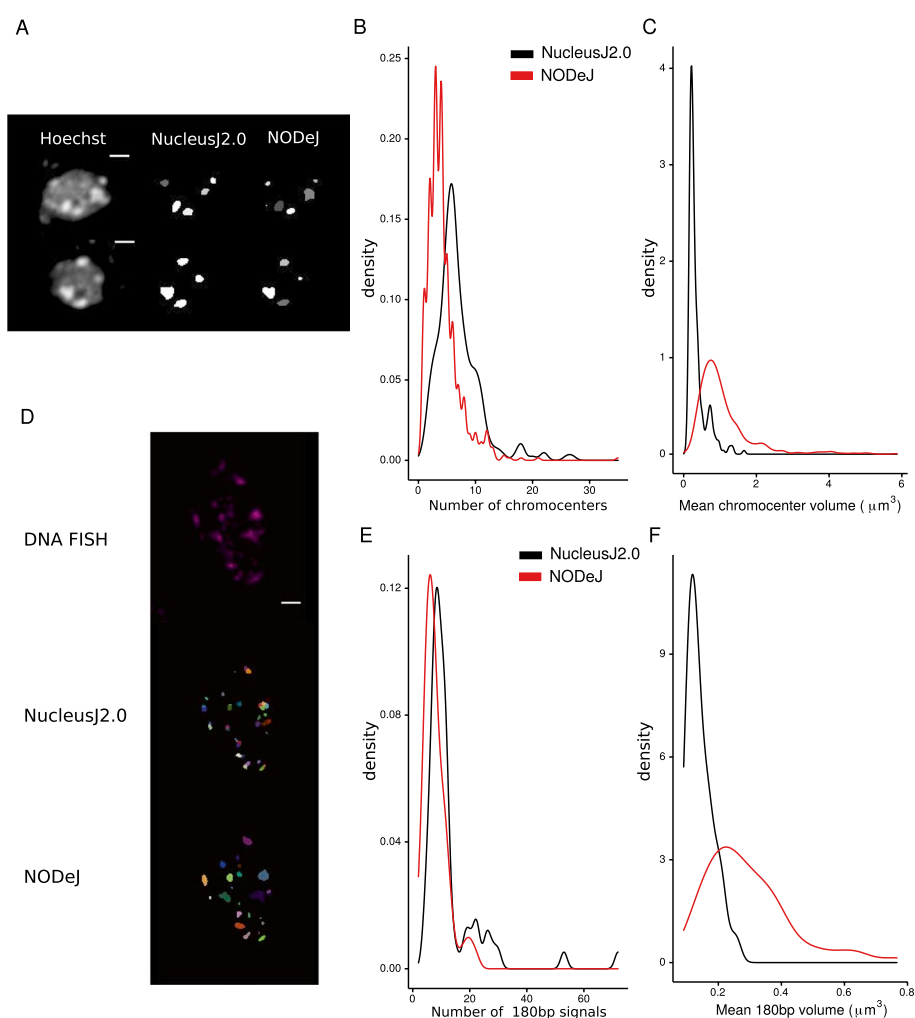 A
Hoechst
NucleusJ2.0
NODeJ
B
NucleusJ2.0
NODeJ
0.25
0.20
0.15
0.10
0.05
0.00
density
0
10
20
30
Number of chromocenters
C
4
3
2
1
0
density
0
2
4
6
Mean chromocenter volume ( μm³)
D
DNA FISH
NucleusJ2.0
NODeJ
E
NucleusJ2.0
NODeJ
0.12
0.08
0.04
0.00
density
0
20
40
60
Number of 180bp signals
F
9
6
3
0
density
0.2
0.4
0.6
0.8
Mean 180bp volume ( μm³)